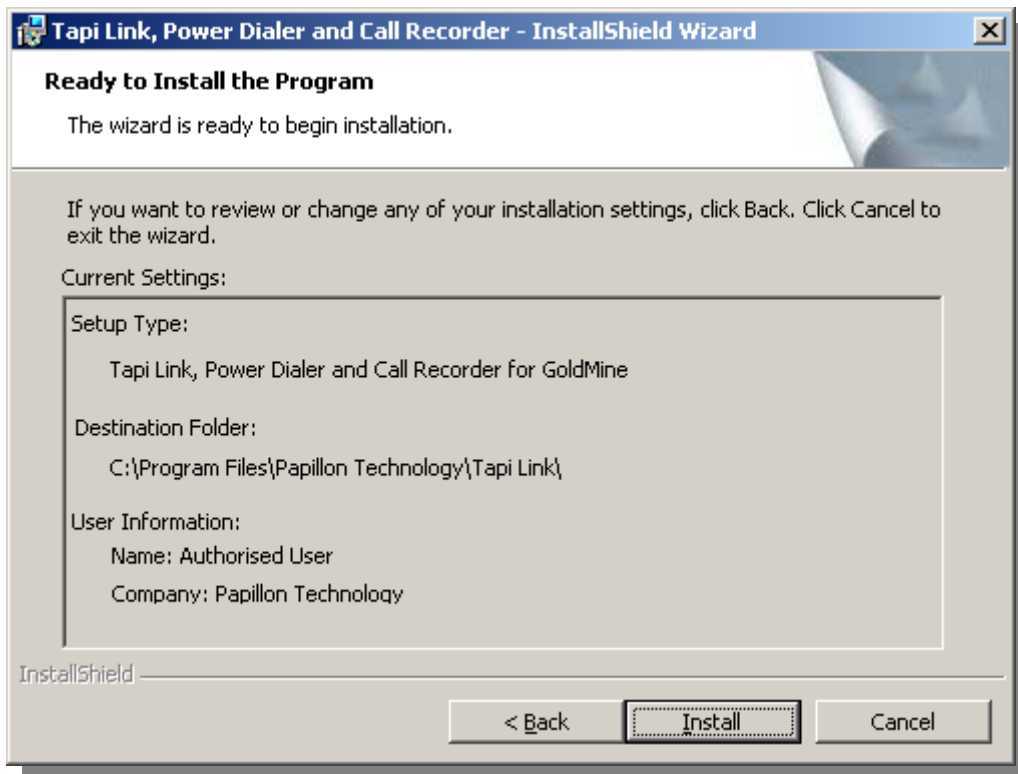 Tapi Link, Power Dialer and Call Recorder - InstallShield Wizard
Ready to Install the Program
The wizard is ready to begin installation.
If you want to review or change any of your installation settings, click Back. Click Cancel to
exit the wizard.
Current Settings:
Setup Type:
Tapi Link, Power Dialer and Call Recorder for GoldMine
Destination Folder:
C:\Program Files\Papillon Technology\Tapi Link\
User Information:
Name: Authorised User
Company: Papillon Technology
InstallShield
< Back
Install
Cancel